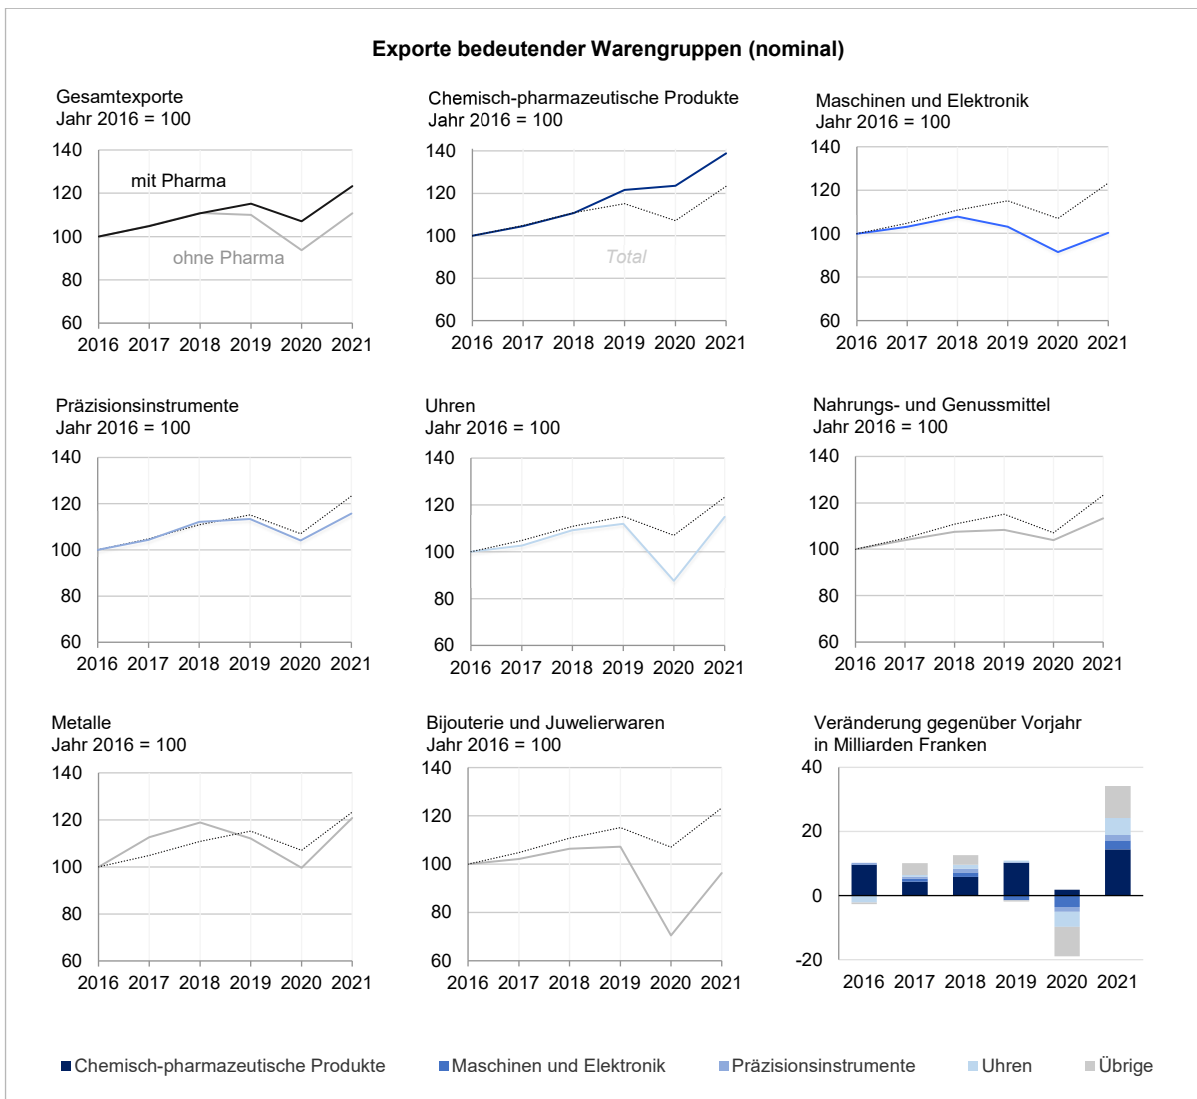 Exporte bedeutender Warengruppen (nominal)
Gesamtexporte
Jahr 2016 = 100
140
120
100
80
60
mit Pharma
ohne Pharma
2016 2017 2018 2019 2020 2021
Chemisch-pharmazeutische Produkte
Jahr 2016 = 100
140
120
100
80
60
Total
2016 2017 2018 2019 2020 2021
Maschinen und Elektronik
Jahr 2016 = 100
140
120
100
80
60
2016 2017 2018 2019 2020 2021
Präzisionsinstrumente
Jahr 2016 = 100
140
120
100
80
60
2016 2017 2018 2019 2020 2021
Uhren
Jahr 2016 = 100
140
120
100
80
60
2016 2017 2018 2019 2020 2021
Nahrungs- und Genussmittel
Jahr 2016 = 100
140
120
100
80
60
2016 2017 2018 2019 2020 2021
Metalle
Jahr 2016 = 100
140
120
100
80
60
2016 2017 2018 2019 2020 2021
Bijouterie und Juwelierwaren
Jahr 2016 = 100
140
120
100
80
60
2016 2017 2018 2019 2020 2021
Veränderung gegenüber Vorjahr
in Milliarden Franken
40
20
0
-20
2016 2017 2018 2019 2020 2021
Chemisch-pharmazeutische Produkte
Maschinen und Elektronik
Präzisionsinstrumente
Uhren
Übrige